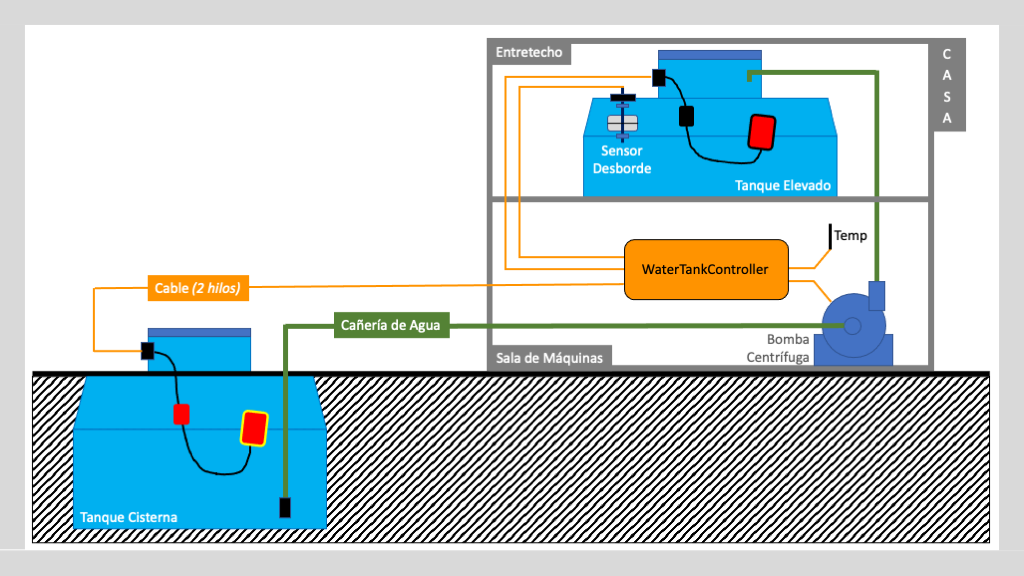 Entretecho
C
A
S
A
Sensor
Desborde
Tanque Elevado
Temp
WaterTankController
Cable (2 hilos)
Cañería de Agua
Bomba
Centrífuga
Sala de Máquinas
Tanque Cisterna